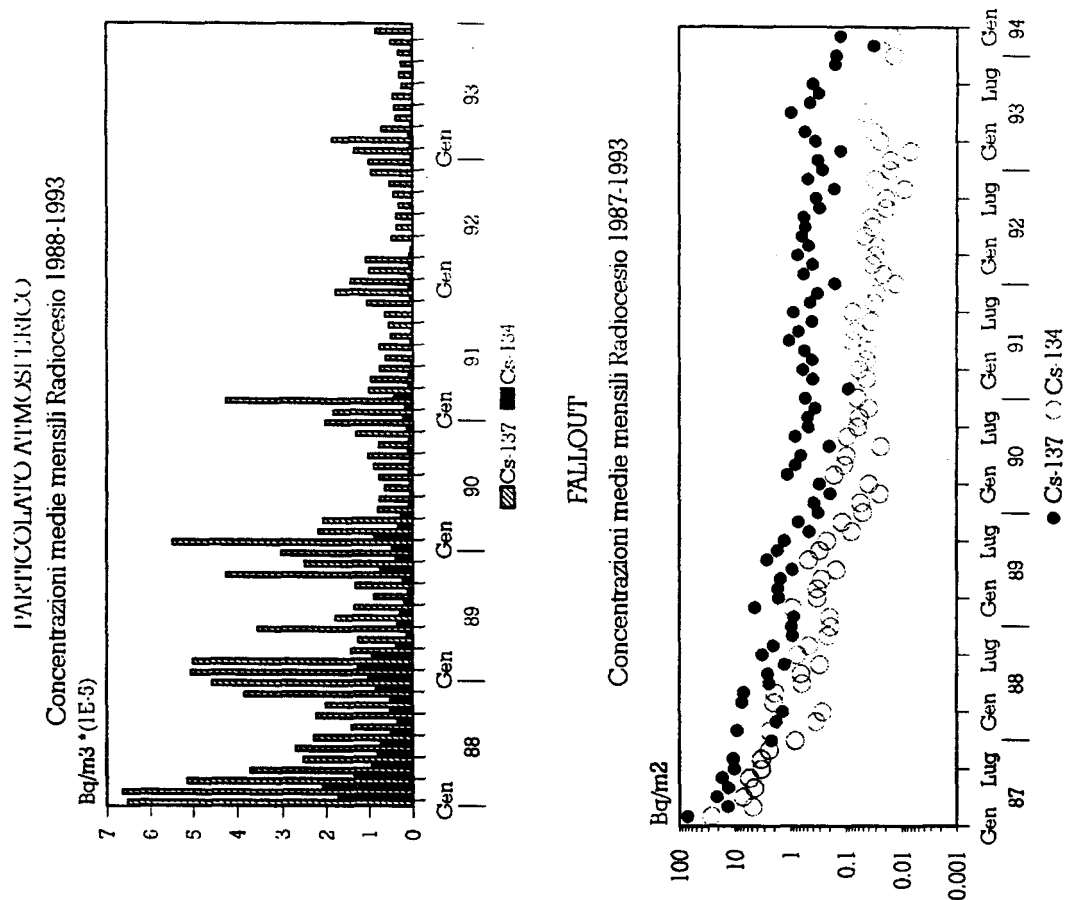 PARTICOLATO ATMOSFERICO
Concentrazioni medie mensili Radiocesio 1988-1993
Bq/m3 *(1E-5)
7
6
5
4
3
2
1
0
Gen Gen Gen Gen Gen
88 89 90 91 92 93
Cs-137 Cs-134
FALLOUT
Concentrazioni medie mensili Radiocesio 1987-1993
Bq/m2
100
10
1
0.1
0.01
0.001
Gen Lug Gen Lug Gen Lug Gen Lug Gen Lug Gen Lug Gen Lug Gen
87 88 89 90 91 92 93 94
Cs-137 Cs-134